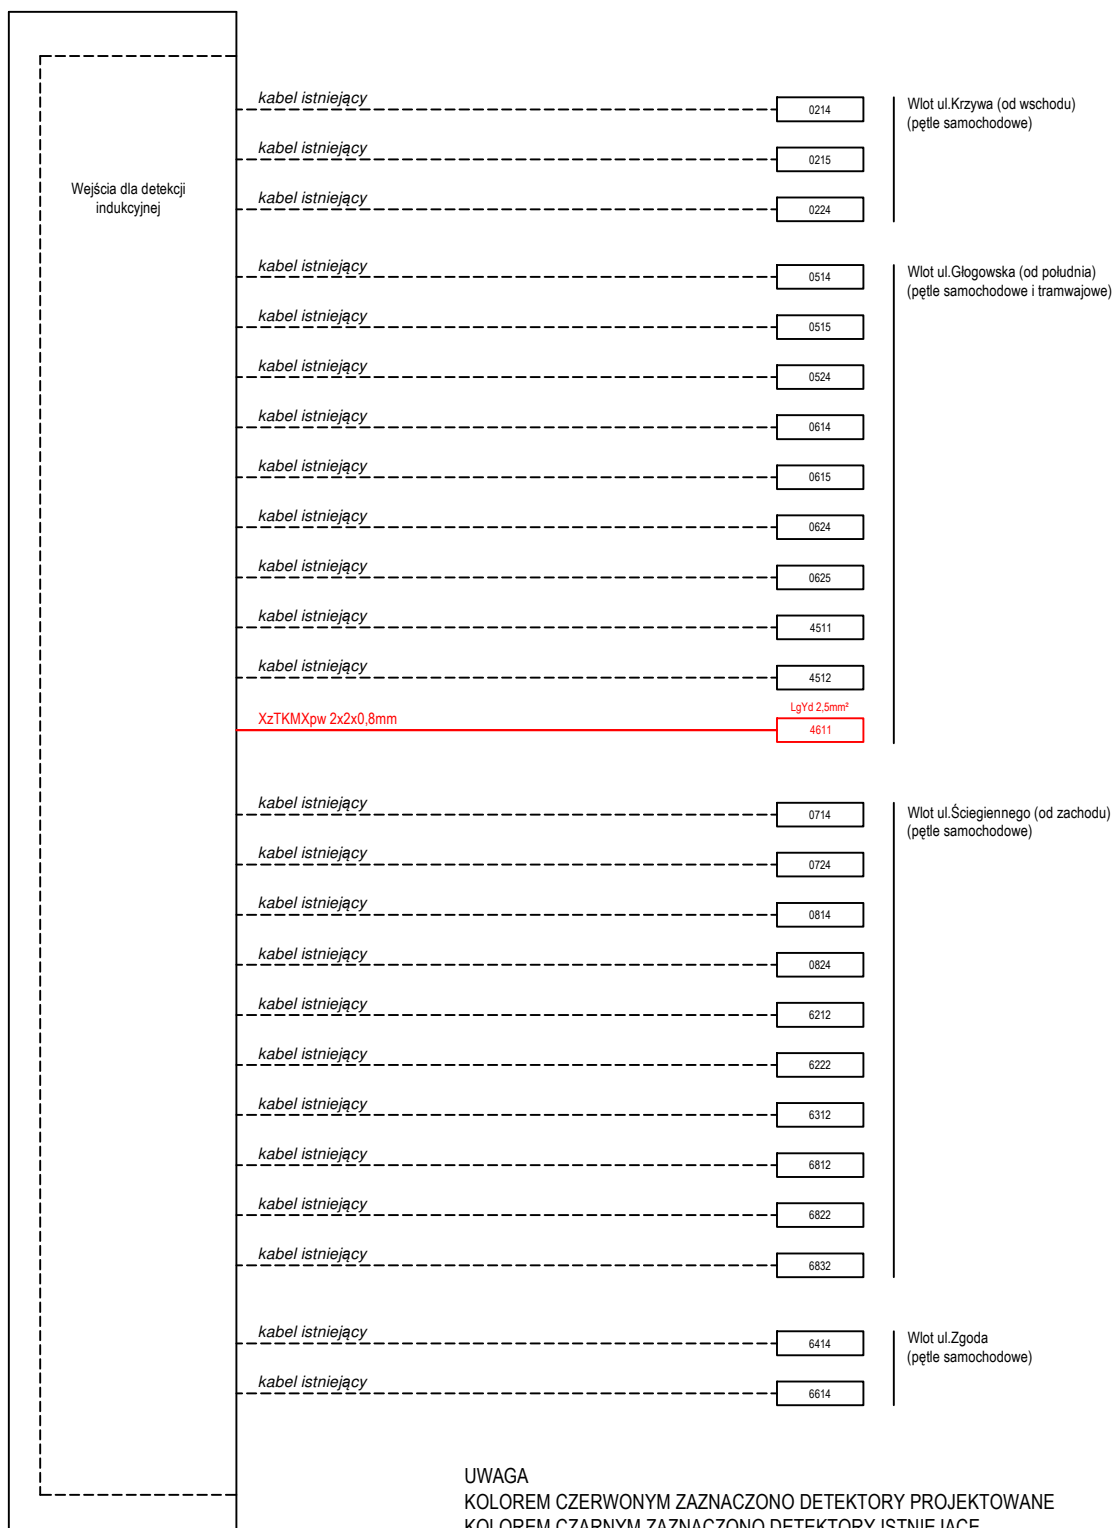 kabel istniejący
0214
Wlot ul.Krzywa (od wschodu)
(pętle samochodowe)
kabel istniejący
0215
Wejścia dla detekcji
indukcyjnej
kabel istniejący
0224
kabel istniejący
0514
Wlot ul.Głogowska (od południa)
(pętle samochodowe i tramwajowe)
kabel istniejący
0515
kabel istniejący
0524
kabel istniejący
0614
kabel istniejący
0615
kabel istniejący
0624
kabel istniejący
0625
kabel istniejący
4511
kabel istniejący
4512
XzTKMXpw 2x2x0,8mm
LgYd 2,5mm²
4611
kabel istniejący
0714
Wlot ul.Ściegiennego (od zachodu)
(pętle samochodowe)
kabel istniejący
0724
kabel istniejący
0814
kabel istniejący
0824
kabel istniejący
6212
kabel istniejący
6222
kabel istniejący
6312
kabel istniejący
6812
kabel istniejący
6822
kabel istniejący
6832
kabel istniejący
6414
Wlot ul.Zgoda
(pętle samochodowe)
kabel istniejący
6614
UWAGA
KOLOREM CZERWONYM ZAZNACZONO DETEKTORY PROJEKTOWANE
KOLOREM CZARNYM ZAZNACZONO DETEKTORY ISTNIEJĄCE